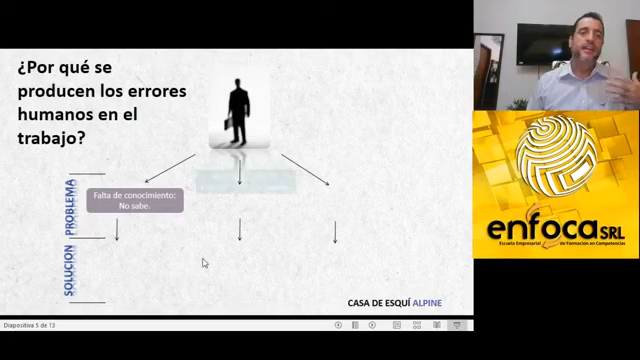 ¿Por qué se
producen los errores
humanos en el
trabajo?
PROBLEMA
Falta de conocimiento:
No sabe.
SOLUCION
CASA DE ESQUÍ ALPINE
Diapositiva 5 de 13
enfoca SRL
Escuela Empresarial de Formación en Competencias